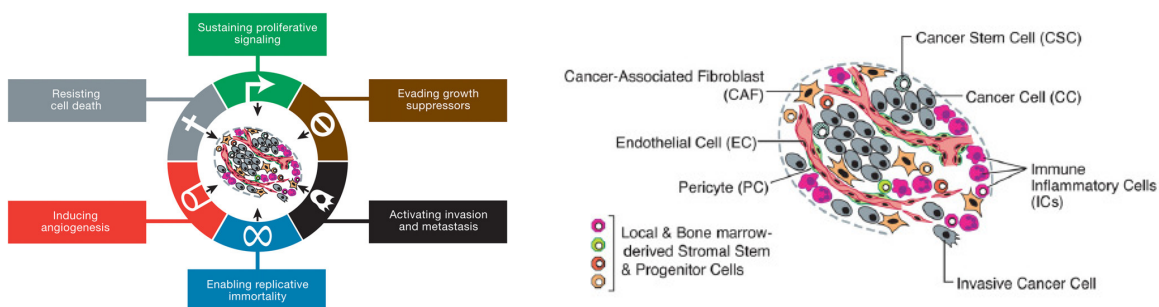 Sustaining proliferative
signaling
Resisting
cell death
Evading growth
suppressors
Inducing
angiogenesis
Activating invasion
and metastasis
Enabling replicative
immortality
Cancer Stem Cell (CSC)
Cancer-Associated Fibroblast
(CAF)
Cancer Cell (CC)
Endothelial Cell (EC)
Pericyte (PC)
Immune
Inflammatory Cells
(ICs)
Local & Bone marrow-
derived Stromal Stem
& Progenitor Cells
Invasive Cancer Cell